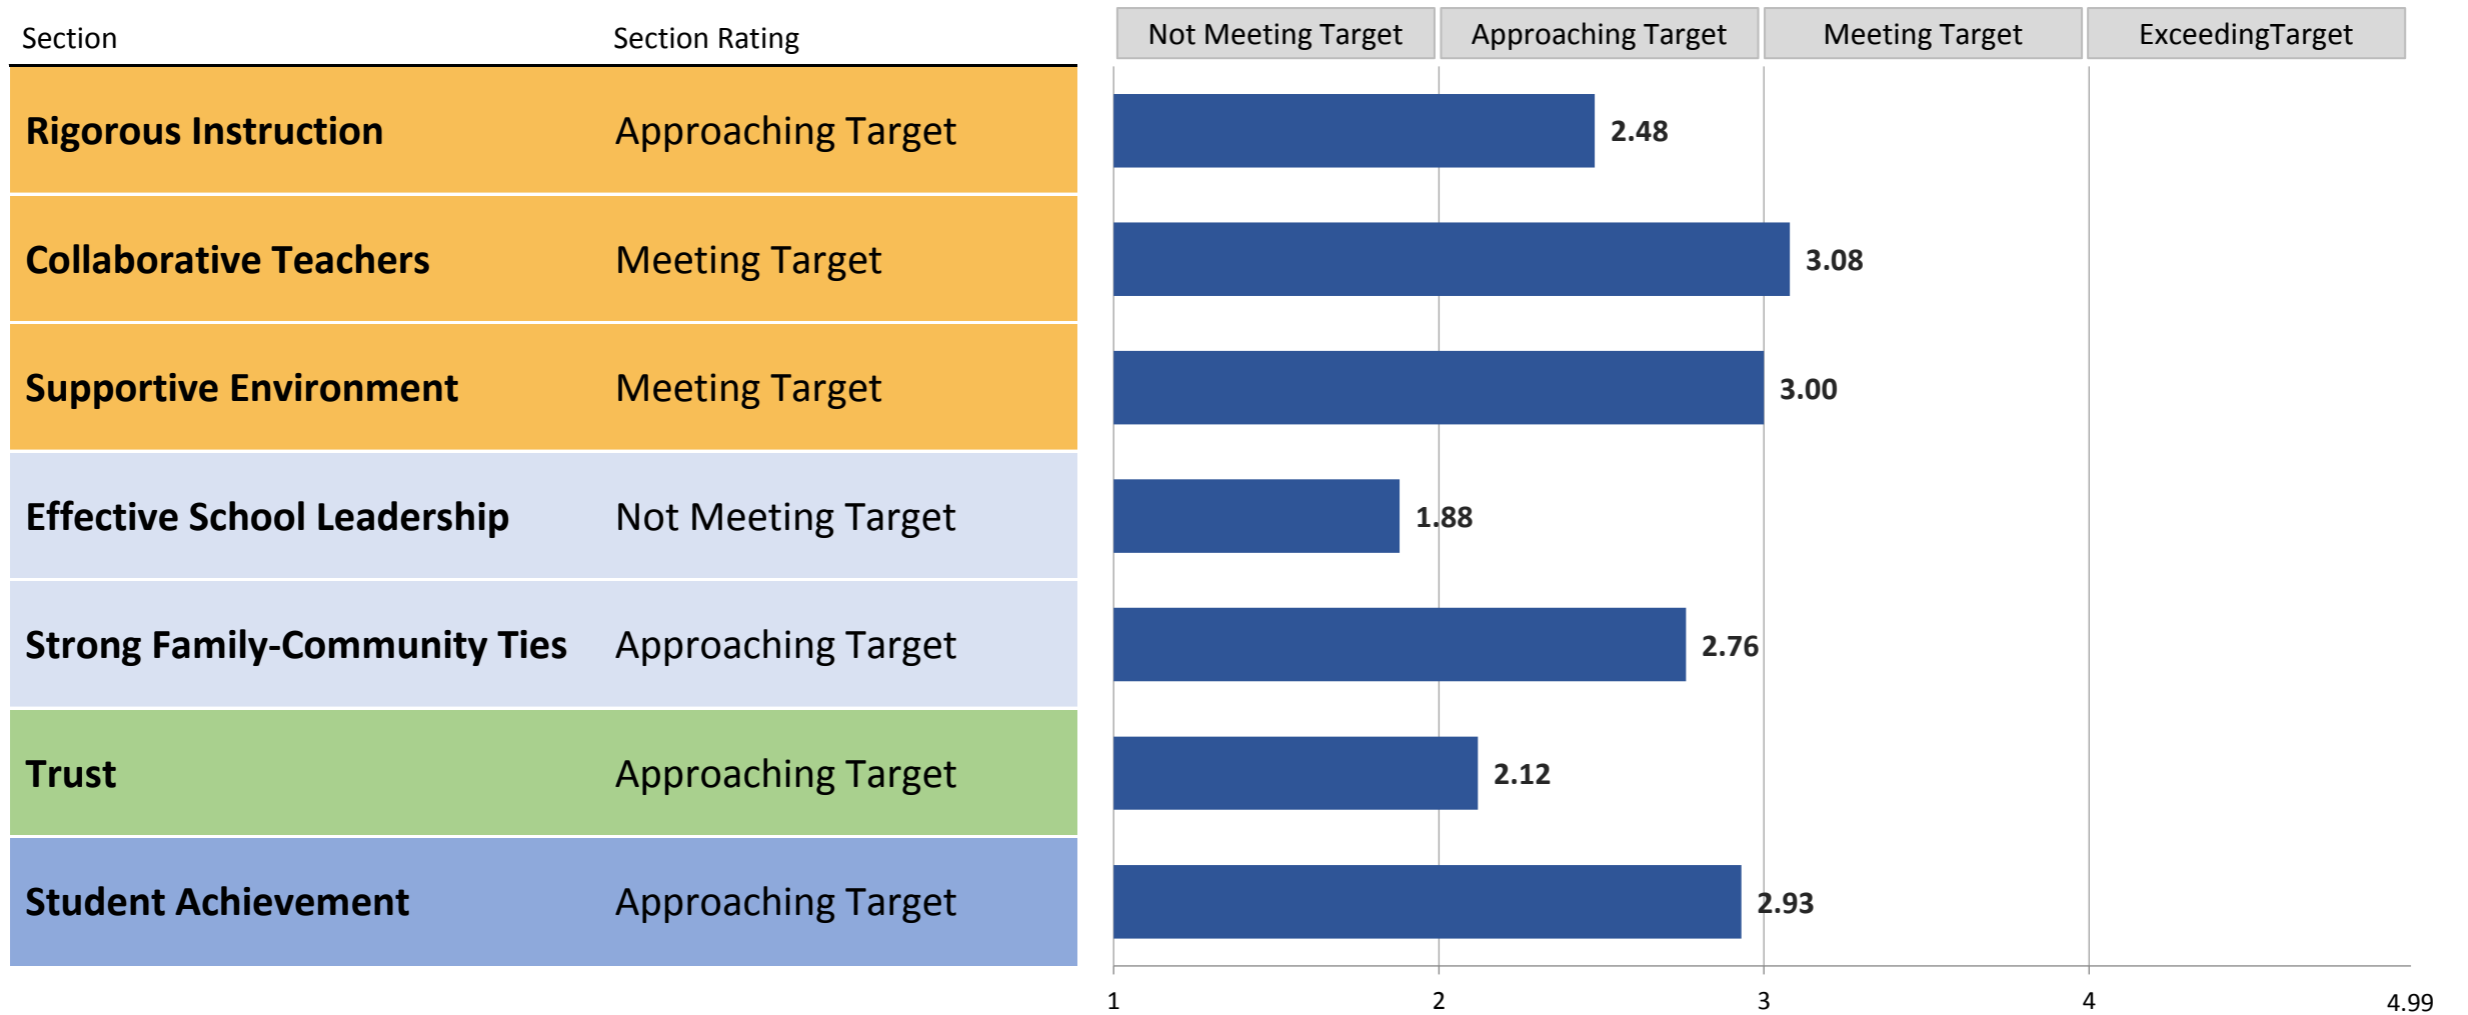 Section Section Rating Not Meeting Target Approaching Target Meeting Target ExceedingTarget
Rigorous Instruction Approaching Target 2.48
Collaborative Teachers Meeting Target 3.08
Supportive Environment Meeting Target 3.00
Effective School Leadership Not Meeting Target 1.88
Strong Family-Community Ties Approaching Target 2.76
Trust Approaching Target 2.12
Student Achievement Approaching Target 2.93
1 2 3 4 4.99